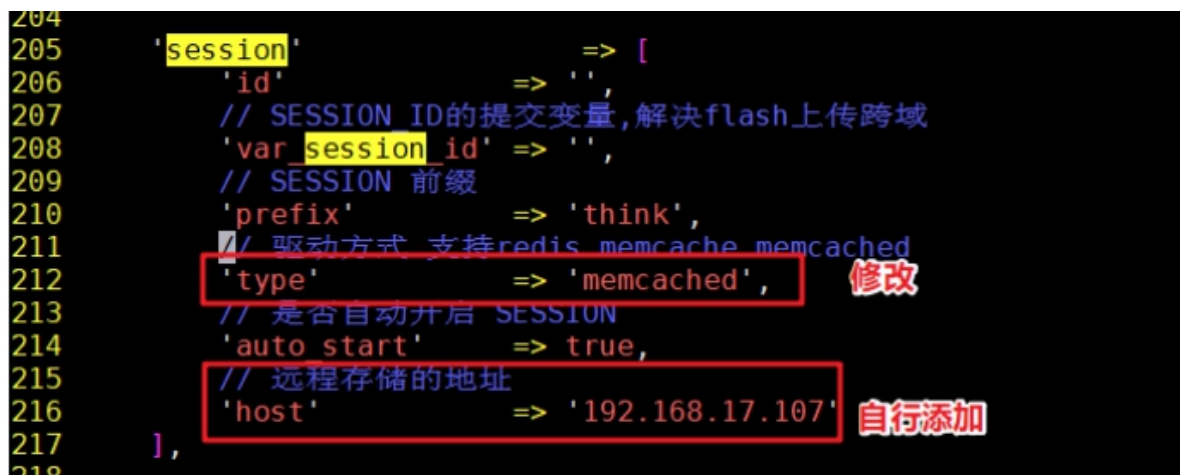 204
205 'session' => [
206 'id' => '',
207 // SESSION_ID的提交变量,解决flash上传跨域
208 'var_session_id' => '',
209 // SESSION 前缀
210 'prefix' => 'think',
211 // 驱动方式 支持redis memcache memcached
212 'type' => 'memcached', 修改
213 // 是否自动开启 SESSION
214 'auto_start' => true,
215 // 远程存储的地址
216 'host' => '192.168.17.107' 自行添加
217 ],
218